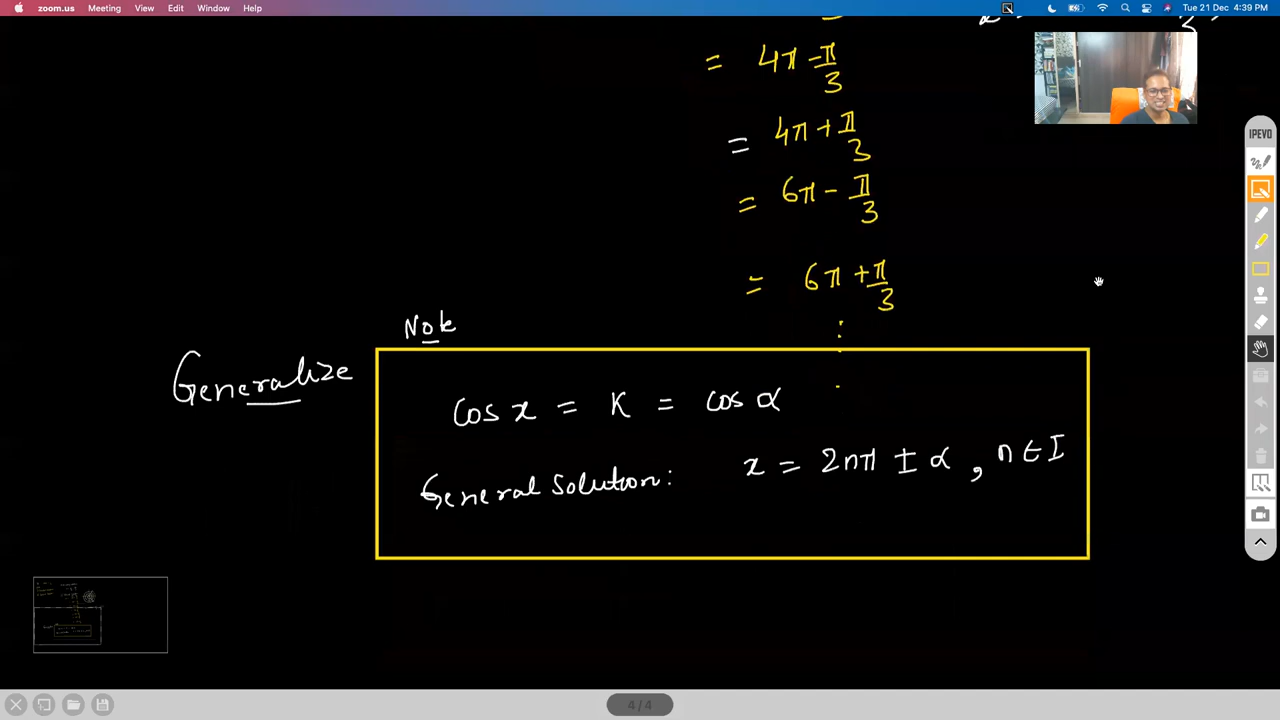 zoom.us Meeting View Edit Window Help Tue 21 Dec 4:39 PM
= 4π - π/3
= 4π + π/3
= 6π - π/3
= 6π + π/3
⋮
IPEVO
Note
Generalize
Cos x = K = cos α
General Solution: x = 2nπ ± α , n ∈ I
4 / 4